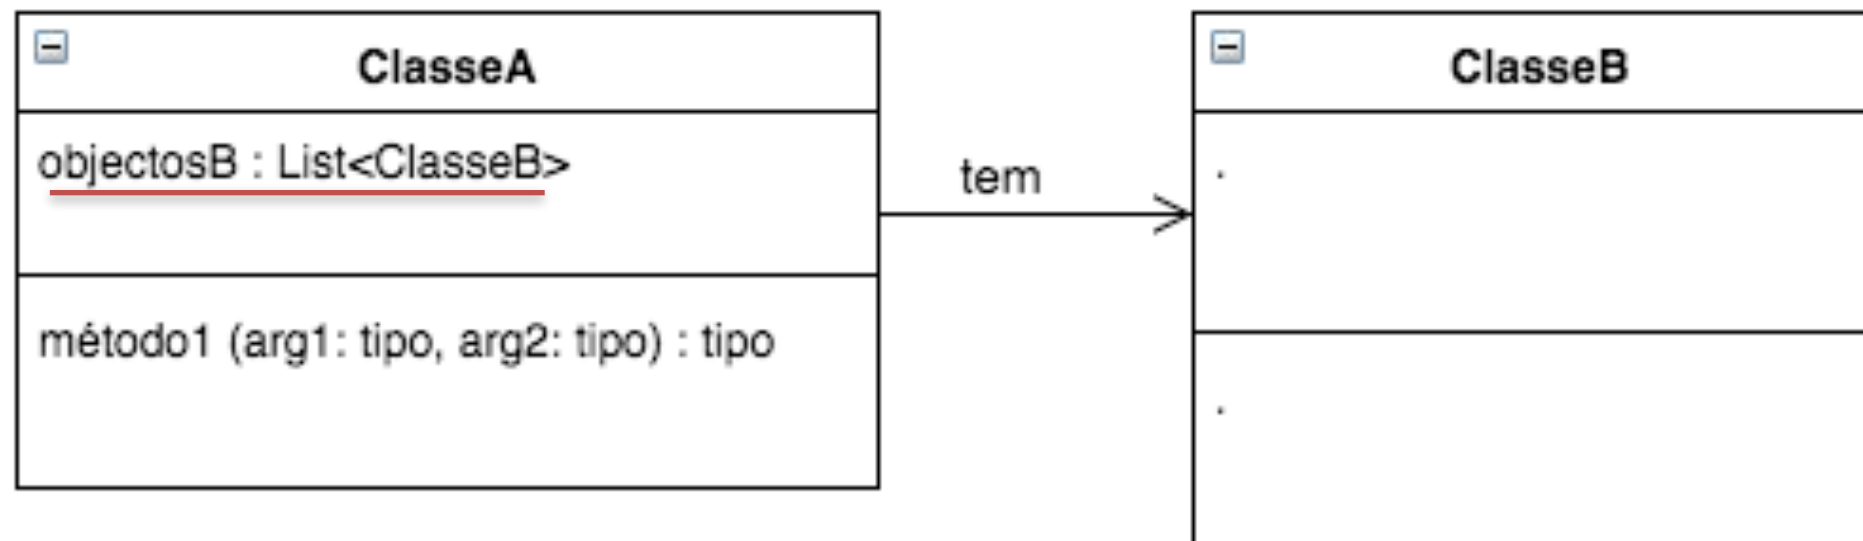 ClasseA
objectosB : List<ClasseB>
método1 (arg1: tipo, arg2: tipo) : tipo
tem
ClasseB
.
.